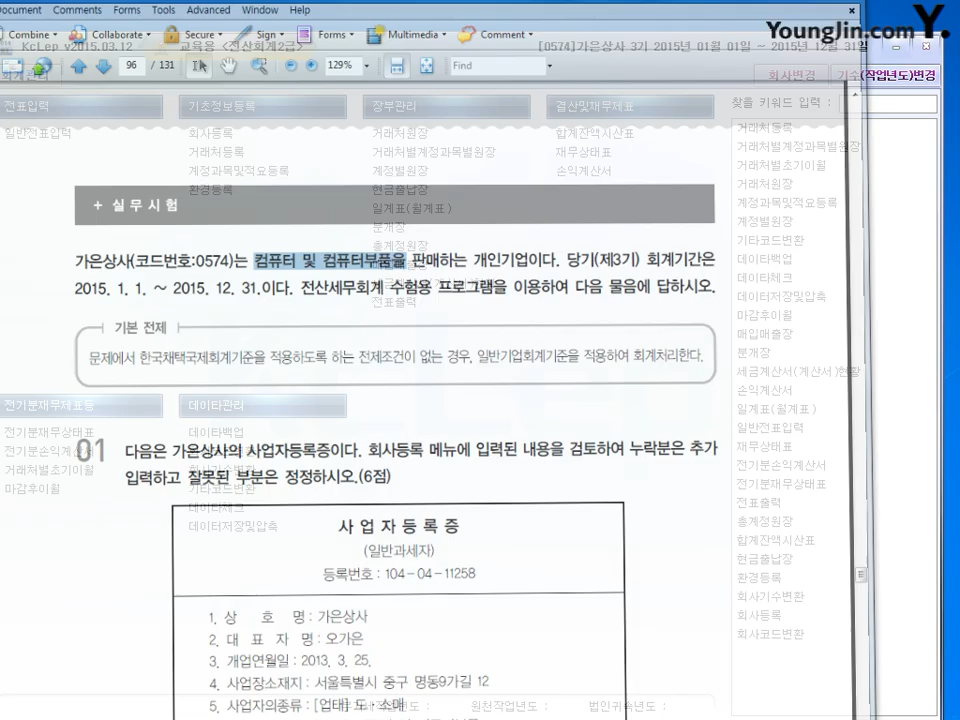 Document Comments Forms Tools Advanced Window Help
Combine Collaborate Secure Sign Forms Multimedia Comment
YoungJin.com Y.
KcLep v2015.03.12 교육용 <전산회계2급> [0574]가온상사 3기 2015년 01월 01일 ~ 2015년 12월 31일
96 / 131 129% Find
회계관리
회사변경 기수(작업년도)변경
전표입력 기초정보등록 장부관리 결산및재무제표
찾을 키워드 입력 :
일반전표입력
회사등록
거래처등록
계정과목및적요등록
환경등록
거래처원장
거래처별계정과목별원장
계정별원장
현금출납장
일계표(월계표)
분개장
총계정원장
전표출력
합계잔액시산표
재무상태표
손익계산서
+ 실무시험
가온상사(코드번호:0574)는 컴퓨터 및 컴퓨터부품을 판매하는 개인기업이다. 당기(제3기) 회계기간은
2015. 1. 1. ~ 2015. 12. 31.이다. 전산세무회계 수험용 프로그램을 이용하여 다음 물음에 답하시오.
기본 전제
문제에서 한국채택국제회계기준을 적용하도록 하는 전제조건이 없는 경우, 일반기업회계기준을 적용하여 회계처리한다.
전기분재무제표등 데이타관리
전기분재무상태표
전기분손익계산서
거래처별초기이월
마감후이월
데이타백업
회사기수변환
기타코드변환
데이타체크
데이터저장및압축
01 다음은 가온상사의 사업자등록증이다. 회사등록 메뉴에 입력된 내용을 검토하여 누락분은 추가
입력하고 잘못된 부분은 정정하시오.(6점)
사 업 자 등 록 증
(일반과세자)
등록번호 : 104-04-11258
1. 상 호 명 : 가온상사
2. 대 표 자 명 : 오가은
3. 개업연월일 : 2013. 3. 25.
4. 사업장소재지 : 서울특별시 중구 명동9가길 12
5. 사업자의종류 : [업태] 도·소매
원천작업년도 : 법인귀속년도 :
거래처등록
거래처별계정과목별원장
거래처별초기이월
거래처원장
계정과목및적요등록
계정별원장
기타코드변환
데이타백업
데이타체크
데이터저장및압축
마감후이월
매입매출장
분개장
세금계산서(계산서)현황
손익계산서
일계표(월계표)
일반전표입력
재무상태표
전기분손익계산서
전기분재무상태표
전표출력
총계정원장
합계잔액시산표
현금출납장
환경등록
회사기수변환
회사등록
회사코드변환